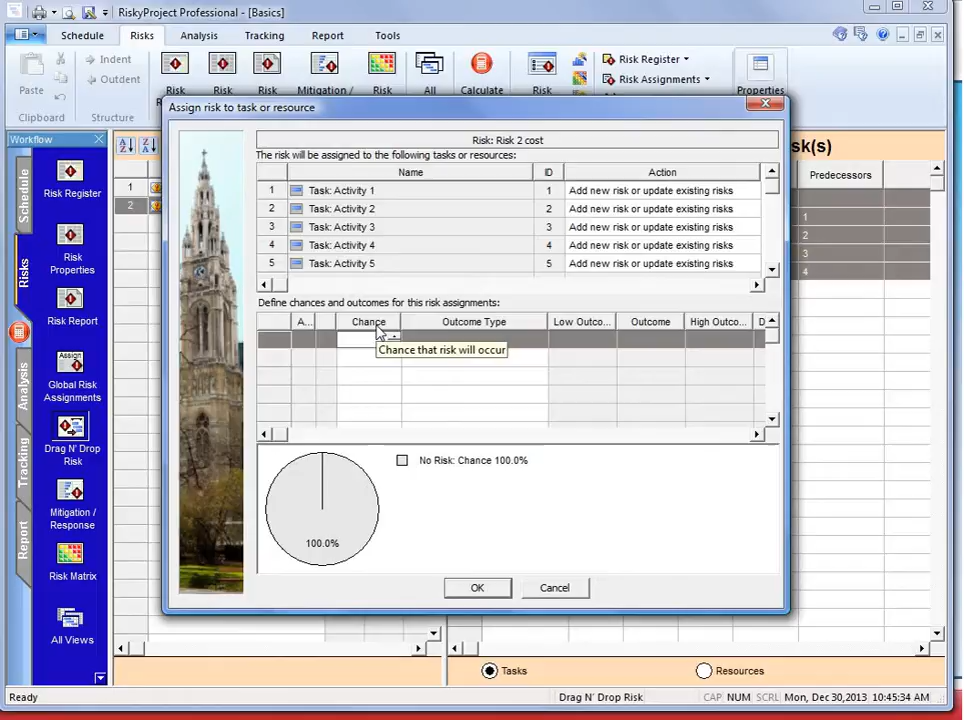 RiskyProject Professional - [Basics]
Schedule Risks Analysis Tracking Report Tools
Paste
Indent
Outdent
Clipboard
Structure
Risk
Risk
Risk
Mitigation /
Risk
All
Calculate
Risk
Risk Register
Risk Assignments
Properties
Workflow
Schedule
Risks
Analysis
Tracking
Report
Risk Register
Risk
Properties
Risk Report
Assign
Global Risk
Assignments
Drag N' Drop
Risk
Mitigation /
Response
Risk Matrix
All Views
1
2
sk(s)
Predecessors
1
2
3
4
Assign risk to task or resource
Risk: Risk 2 cost
The risk will be assigned to the following tasks or resources:
Name ID Action
1 Task: Activity 1 1 Add new risk or update existing risks
2 Task: Activity 2 2 Add new risk or update existing risks
3 Task: Activity 3 3 Add new risk or update existing risks
4 Task: Activity 4 4 Add new risk or update existing risks
5 Task: Activity 5 5 Add new risk or update existing risks
Define chances and outcomes for this risk assignments:
A... Chance Outcome Type Low Outco... Outcome High Outco... D
Chance that risk will occur
No Risk: Chance 100.0%
100.0%
OK Cancel
Tasks Resources
Ready Drag N' Drop Risk CAP NUM SCRL Mon, Dec 30,2013 10:45:34 AM